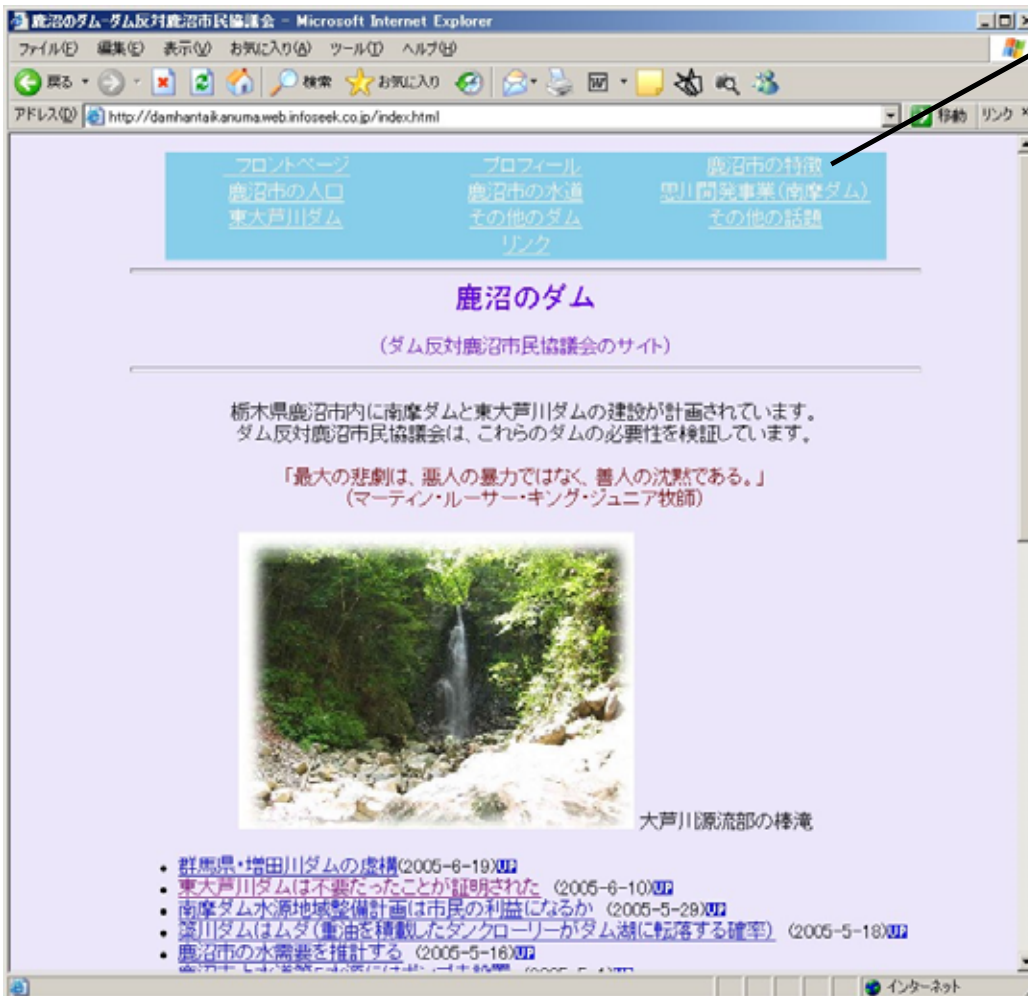 鹿沼のダム-ダム反対鹿沼市民協議会 - Microsoft Internet Explorer
ファイル(F) 編集(E) 表示(V) お気に入り(A) ツール(T) ヘルプ(H)
戻る 検索 お気に入り
アドレス(D) http://damhantaikanuma.web.infoseek.co.jp/index.html 移動 リンク
フロントページ プロフィール 鹿沼市の特徴
鹿沼市の人口 鹿沼市の水道 思川開発事業(南摩ダム)
東大芦川ダム その他のダム その他の話題
リンク
鹿沼のダム
(ダム反対鹿沼市民協議会のサイト)
栃木県鹿沼市内に南摩ダムと東大芦川ダムの建設が計画されています。
ダム反対鹿沼市民協議会は、これらのダムの必要性を検証しています。
「最大の悲劇は、悪人の暴力ではなく、善人の沈黙である。」
(マーティン・ルーサー・キング・ジュニア牧師)
大芦川源流部の棒滝
• 群馬県・増田川ダムの虚構(2005-6-19)UP
• 東大芦川ダムは不要だったことが証明された (2005-6-10)UP
• 南摩ダム水源地域整備計画は市民の利益になるか (2005-5-29)UP
• 深川ダムはムダ(重油を積載したタンクローリーがダム湖に転落する確率) (2005-5-18)UP
• 鹿沼市の水需要を推計する (2005-5-16)UP
インターネット